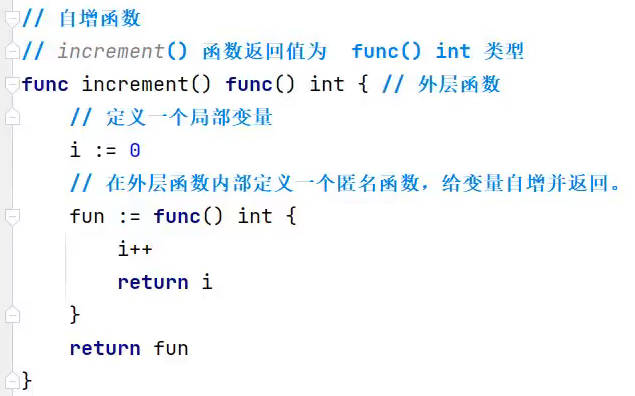 // 自增函数
// increment() 函数返回值为  func() int 类型
func increment() func() int { // 外层函数
    // 定义一个局部变量
    i := 0
    // 在外层函数内部定义一个匿名函数，给变量自增并返回。
    fun := func() int {
        i++
        return i
    }
    return fun
}